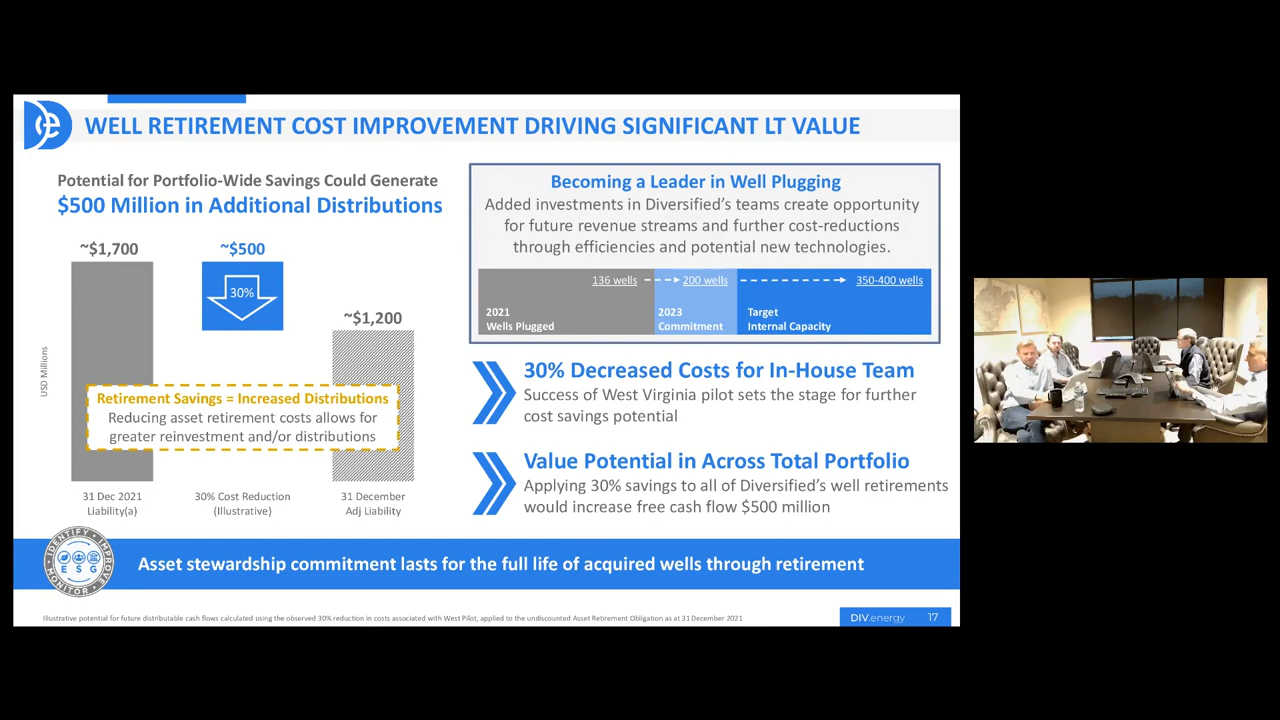 WELL RETIREMENT COST IMPROVEMENT DRIVING SIGNIFICANT LT VALUE
Potential for Portfolio-Wide Savings Could Generate
$500 Million in Additional Distributions
~$1,700
~$500
30%
~$1,200
USD Millions
Retirement Savings = Increased Distributions
Reducing asset retirement costs allows for
greater reinvestment and/or distributions
31 Dec 2021
Liability(a)
30% Cost Reduction
(Illustrative)
31 December
Adj Liability
Becoming a Leader in Well Plugging
Added investments in Diversified's teams create opportunity
for future revenue streams and further cost-reductions
through efficiencies and potential new technologies.
136 wells
200 wells
350-400 wells
2021
Wells Plugged
2023
Commitment
Target
Internal Capacity
30% Decreased Costs for In-House Team
Success of West Virginia pilot sets the stage for further
cost savings potential
Value Potential in Across Total Portfolio
Applying 30% savings to all of Diversified's well retirements
would increase free cash flow $500 million
IDENTIFY IMPROVE MONITOR
E S G
Asset stewardship commitment lasts for the full life of acquired wells through retirement
Illustrative potential for future distributable cash flows calculated using the observed 30% reduction in costs associated with West Pilot, applied to the undiscounted Asset Retirement Obligation as at 31 December 2021
DIV.energy 17